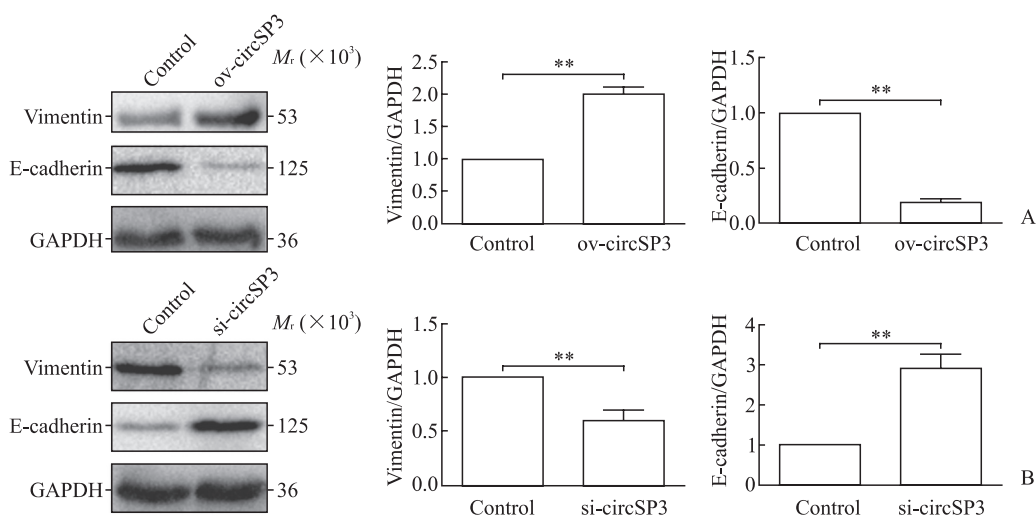 Control ov-circSP3 Mr (×10³)
Vimentin 53
E-cadherin 125
GAPDH 36
Vimentin/GAPDH
2.5
2.0
1.5
1.0
0.5
0.0
**
Control ov-circSP3
E-cadherin/GAPDH
1.5
1.0
0.5
0.0
**
Control ov-circSP3
A
Control si-circSP3 Mr (×10³)
Vimentin 53
E-cadherin 125
GAPDH 36
Vimentin/GAPDH
1.5
1.0
0.5
0.0
**
Control si-circSP3
E-cadherin/GAPDH
4
3
2
1
0
**
Control si-circSP3
B